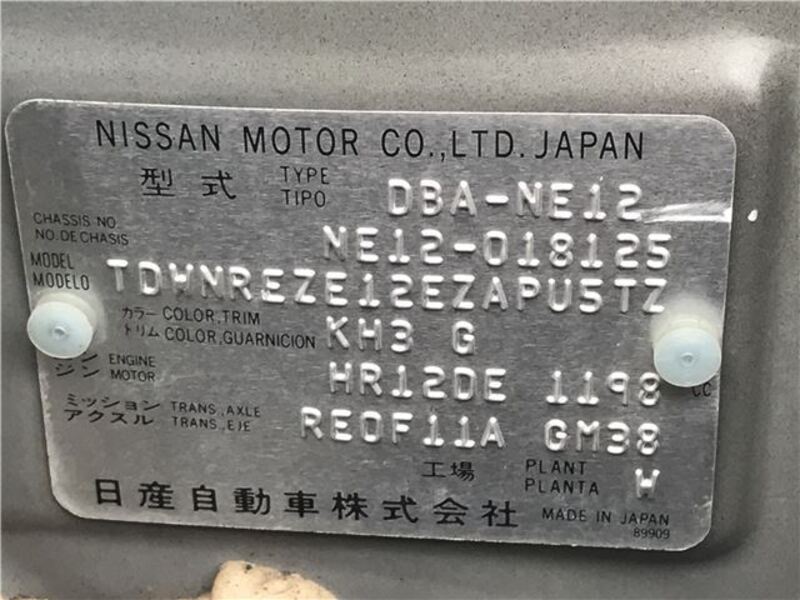 NISSAN MOTOR CO.,LTD. JAPAN
型式 TYPE TIPO DBA-NE12
CHASSIS NO. NO.DE CHASIS NE12-018125
MODEL MODELO TDWNREZE12EZAPU5TZ
カラー COLOR,TRIM
トリム COLOR,GUARNICION KH3 G
ン ENGINE
ジン MOTOR HR12DE 1198 CC
ミッション TRANS.,AXLE
アクスル TRANS.,EJE RE0F11A GM38
工場 PLANT PLANTA W
日産自動車株式会社 MADE IN JAPAN
89909